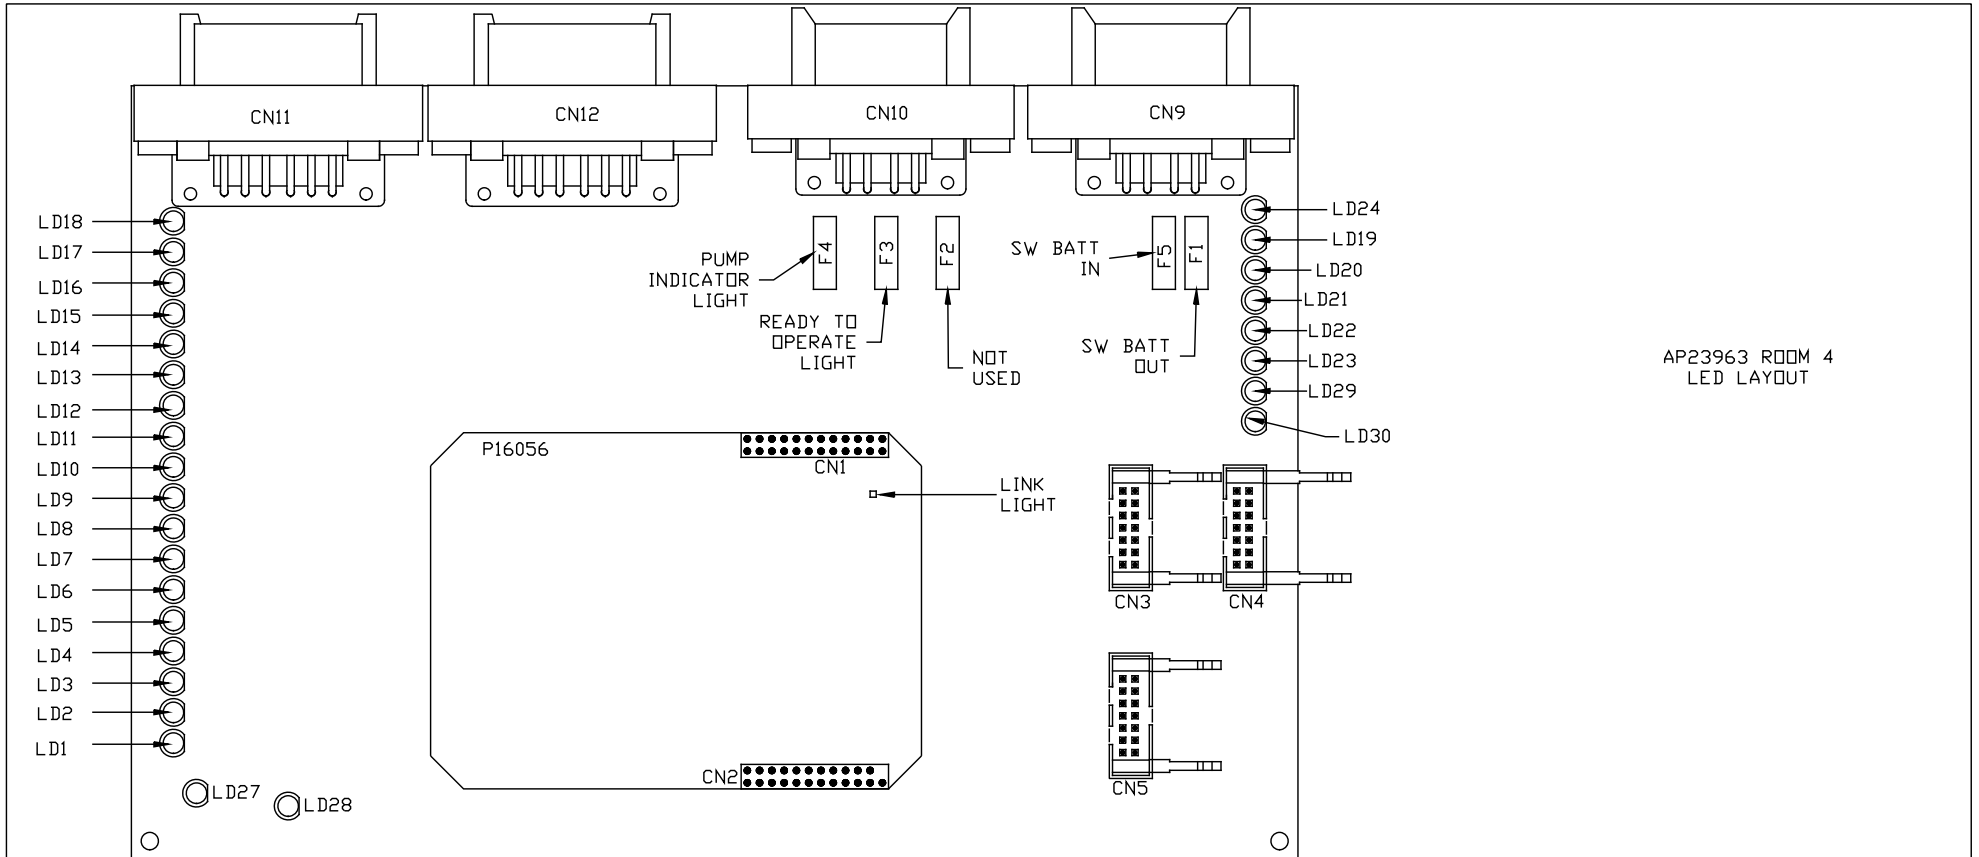 CN11
CN12
CN10
CN9
LD18
LD17
LD16
LD15
LD14
LD13
LD12
LD11
LD10
LD9
LD8
LD7
LD6
LD5
LD4
LD3
LD2
LD1
LD27
LD28
F4
F3
F2
F5
F1
PUMP
INDICATOR
LIGHT
READY TO
OPERATE
LIGHT
NOT
USED
SW BATT
IN
SW BATT
OUT
LD24
LD19
LD20
LD21
LD22
LD23
LD29
LD30
AP23963 ROOM 4
LED LAYOUT
P16056
CN1
LINK
LIGHT
CN2
CN3
CN4
CN5